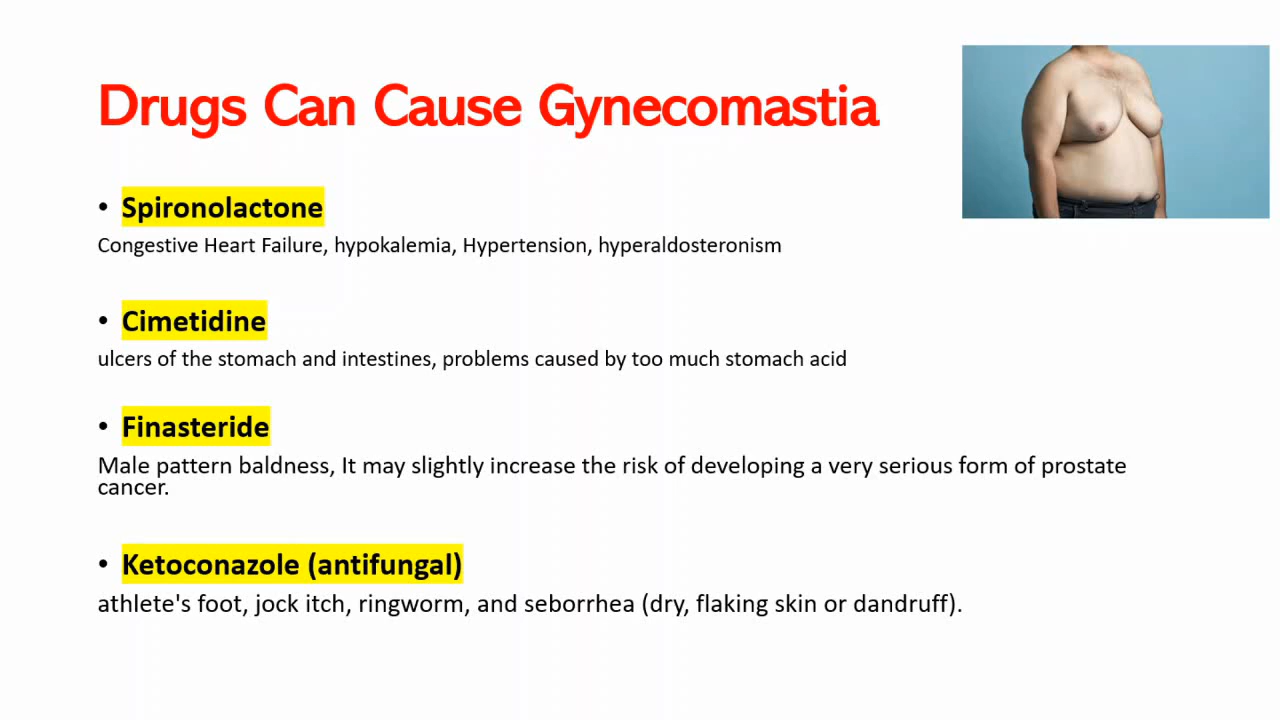 Drugs Can Cause Gynecomastia
• Spironolactone
Congestive Heart Failure, hypokalemia, Hypertension, hyperaldosteronism
• Cimetidine
ulcers of the stomach and intestines, problems caused by too much stomach acid
• Finasteride
Male pattern baldness, It may slightly increase the risk of developing a very serious form of prostate
cancer.
• Ketoconazole (antifungal)
athlete's foot, jock itch, ringworm, and seborrhea (dry, flaking skin or dandruff).